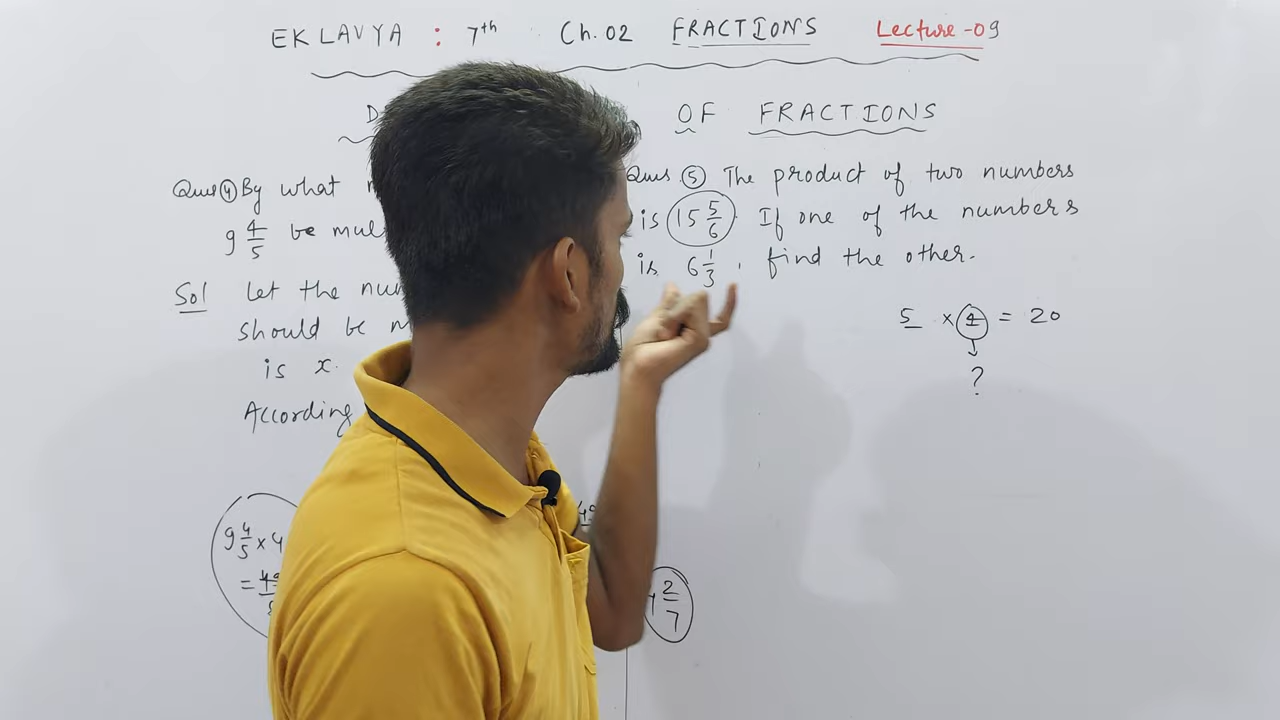 EKLAVYA : 7th Ch. 02 FRACTIONS Lecture-09
D OF FRACTIONS
Ques ④ By what
9 4/5 be mul
Sol Let the nu
should be
is x.
According
9 4/5 × 4
=
2/7
Ques. ⑤ The product of two numbers
is 15 5/6. If one of the numbers
is 6 1/3, find the other.
5 × 4 = 20
?